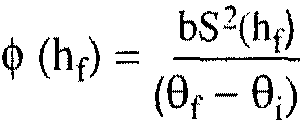 ϕ (h_f) = bS²(h_f) / (θ_f − θ_i)